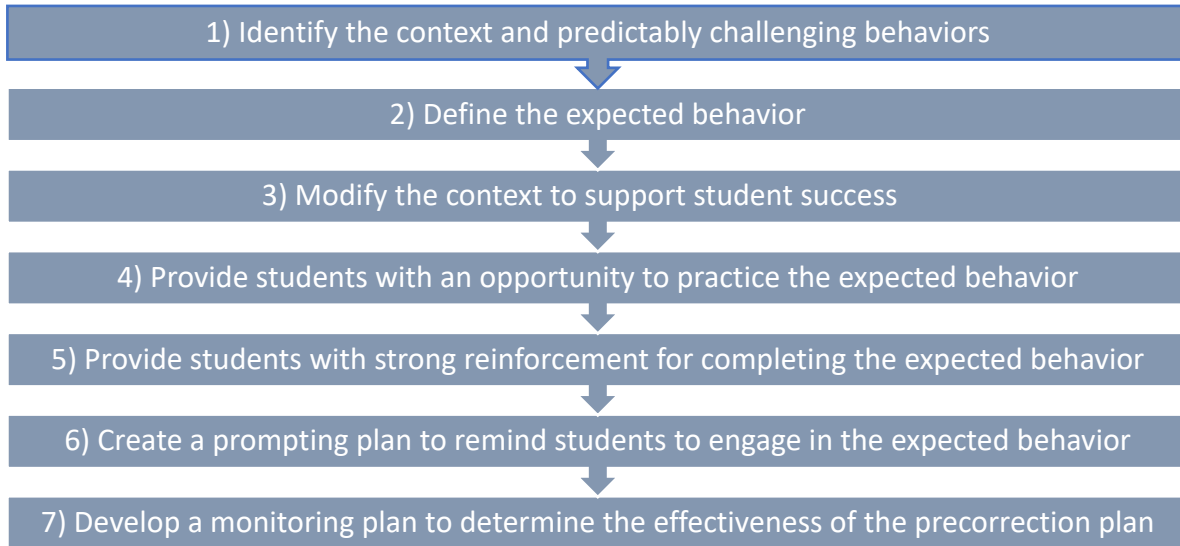 1) Identify the context and predictably challenging behaviors
2) Define the expected behavior
3) Modify the context to support student success
4) Provide students with an opportunity to practice the expected behavior
5) Provide students with strong reinforcement for completing the expected behavior
6) Create a prompting plan to remind students to engage in the expected behavior
7) Develop a monitoring plan to determine the effectiveness of the precorrection plan